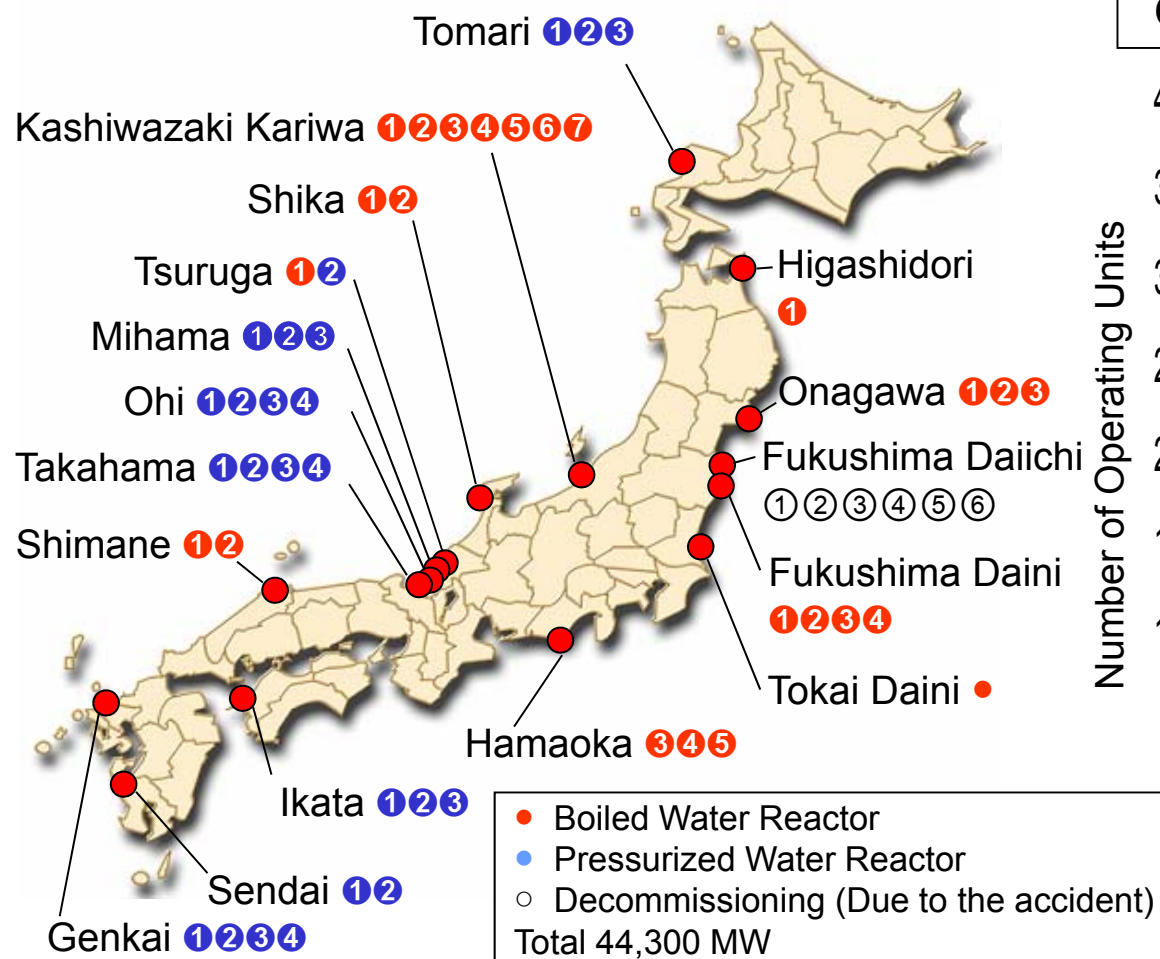 Tomari ❶❷❸
Kashiwazaki Kariwa ❶❷❸❹❺❻❼
Shika ❶❷
Tsuruga ❶❷
Mihama ❶❷❸
Ohi ❶❷❸❹
Takahama ❶❷❸❹
Shimane ❶❷
Higashidori
❶
Onagawa ❶❷❸
Fukushima Daiichi
①②③④⑤⑥
Fukushima Daini
❶❷❸❹
Tokai Daini •
Hamaoka ❸❹❺
Ikata ❶❷❸
Sendai ❶❷
Genkai ❶❷❸❹
• Boiled Water Reactor
• Pressurized Water Reactor
○ Decommissioning (Due to the accident)
Total 44,300 MW
Number of Operating Units